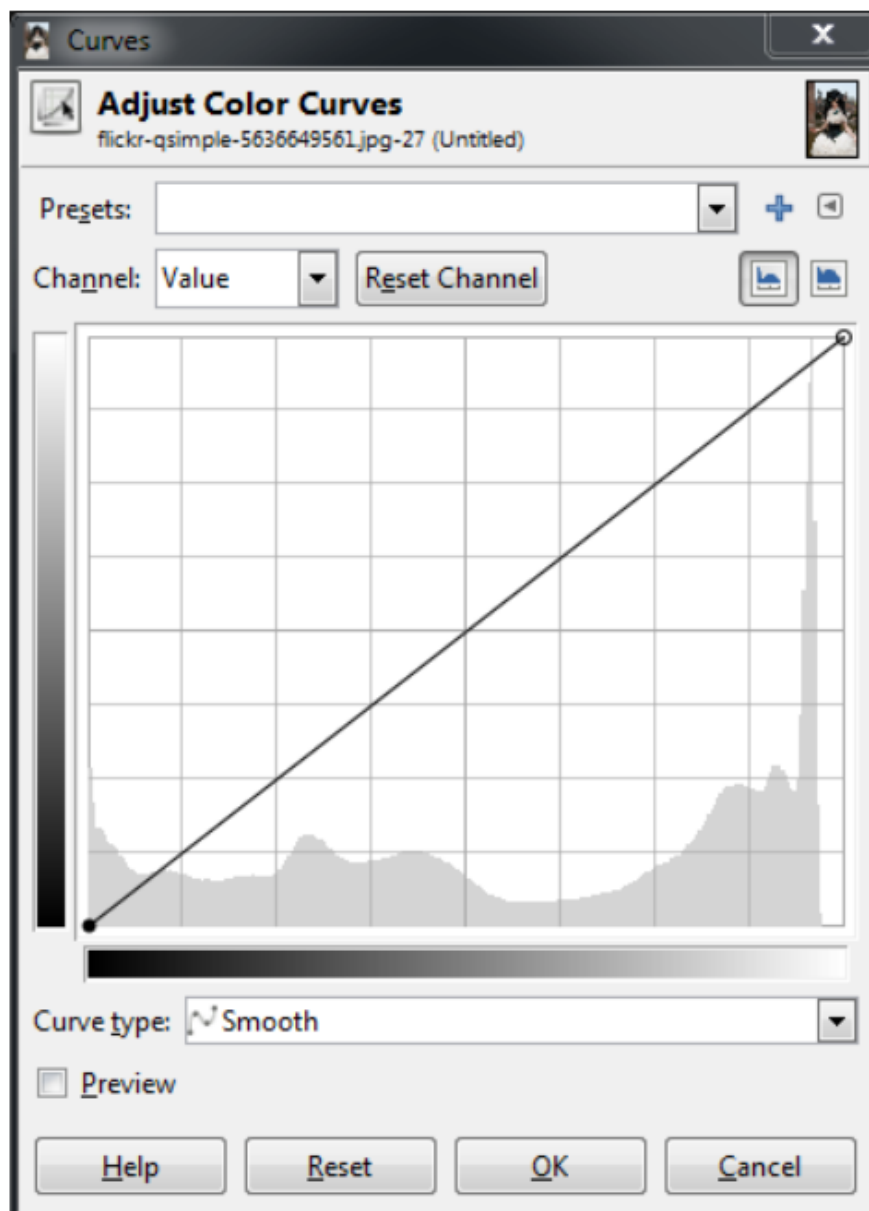 Curves
Adjust Color Curves
flickr-qsimple-5636649561.jpg-27 (Untitled)
Presets:
Channel: Value Reset Channel
Curve type: Smooth
Preview
Help Reset OK Cancel